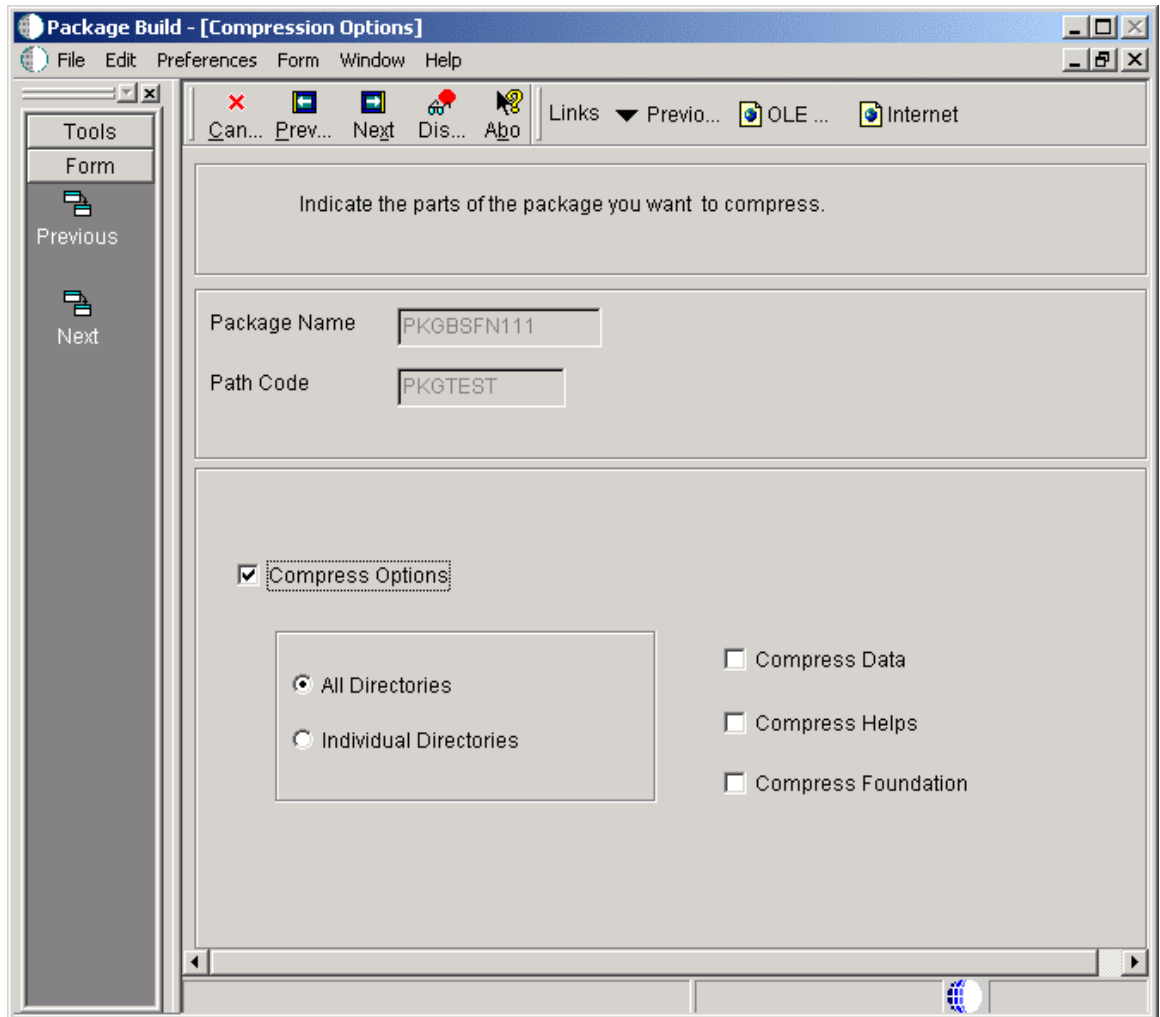 Package Build - [Compression Options]
File Edit Preferences Form Window Help
Tools
Form
Previous
Next
Can... Prev... Next Dis... Abo
Links Previo... OLE ... Internet
Indicate the parts of the package you want to compress.
Package Name PKGBSFN111
Path Code PKGTEST
Compress Options
All Directories
Individual Directories
Compress Data
Compress Helps
Compress Foundation